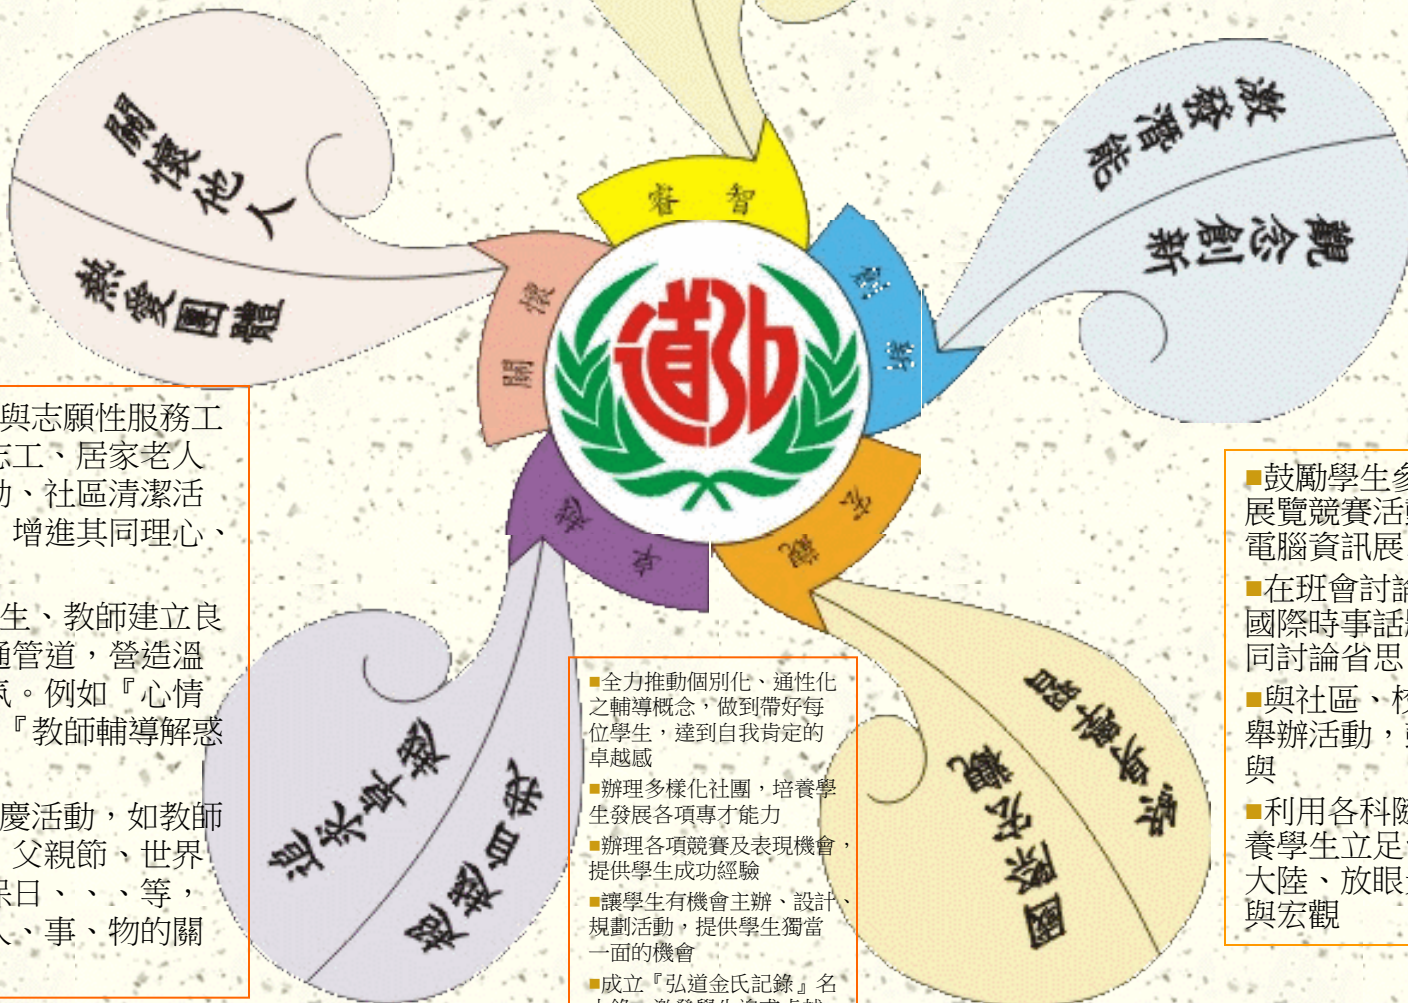 關懷他人
熱愛團體
激發潛能
觀念創新
睿智
關懷
創新
卓越
宏觀
弘道
追求卓越
超越自我
國際宏觀
終身學習
與志願性服務工
志工、居家老人
動、社區清潔活
增進其同理心、
生、教師建立良
通管道，營造溫
氣。例如『心情
『教師輔導解惑
慶活動，如教師
父親節、世界
保日、、、等，
人、事、物的關
■全力推動個別化、通性化
之輔導概念，做到帶好每
位學生，達到自我肯定的
卓越感
■辦理多樣化社團，培養學
生發展各項專才能力
■辦理各項競賽及表現機會，
提供學生成功經驗
■讓學生有機會主辦、設計、
規劃活動，提供學生獨當
一面的機會
■成立『弘道金氏記錄』名
■鼓勵學生多
展覽競賽活動
電腦資訊展
■在班會討論
國際時事話
同討論省思
■與社區、校
舉辦活動，
與
■利用各科隨
養學生立足
大陸、放眼
與宏觀